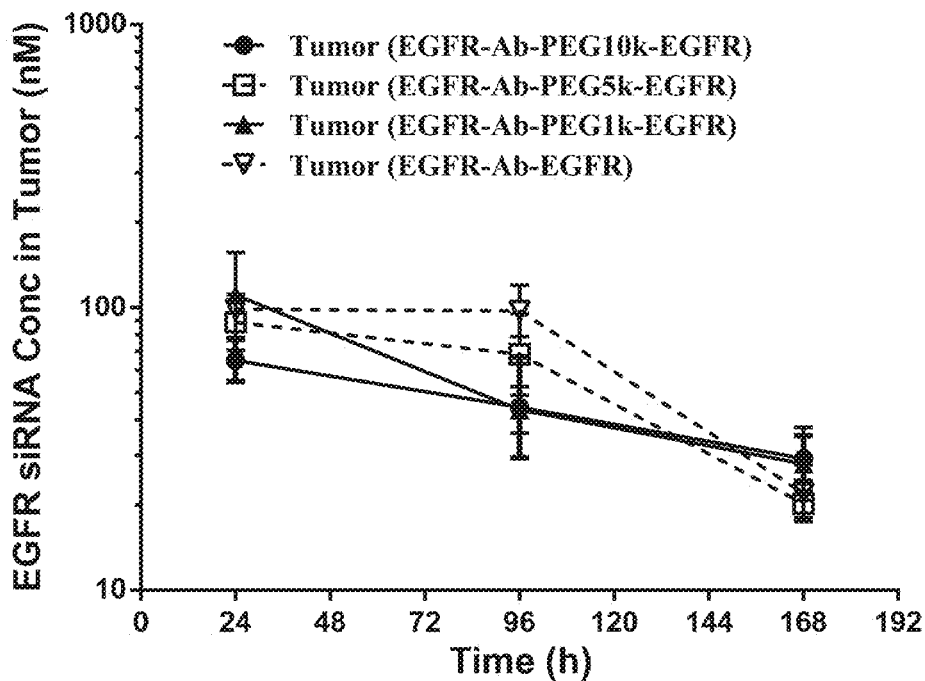 EGFR siRNA Conc in Tumor (nM)
1000
100
10
Tumor (EGFR-Ab-PEG10k-EGFR)
Tumor (EGFR-Ab-PEG5k-EGFR)
Tumor (EGFR-Ab-PEG1k-EGFR)
Tumor (EGFR-Ab-EGFR)
0 24 48 72 96 120 144 168 192
Time (h)